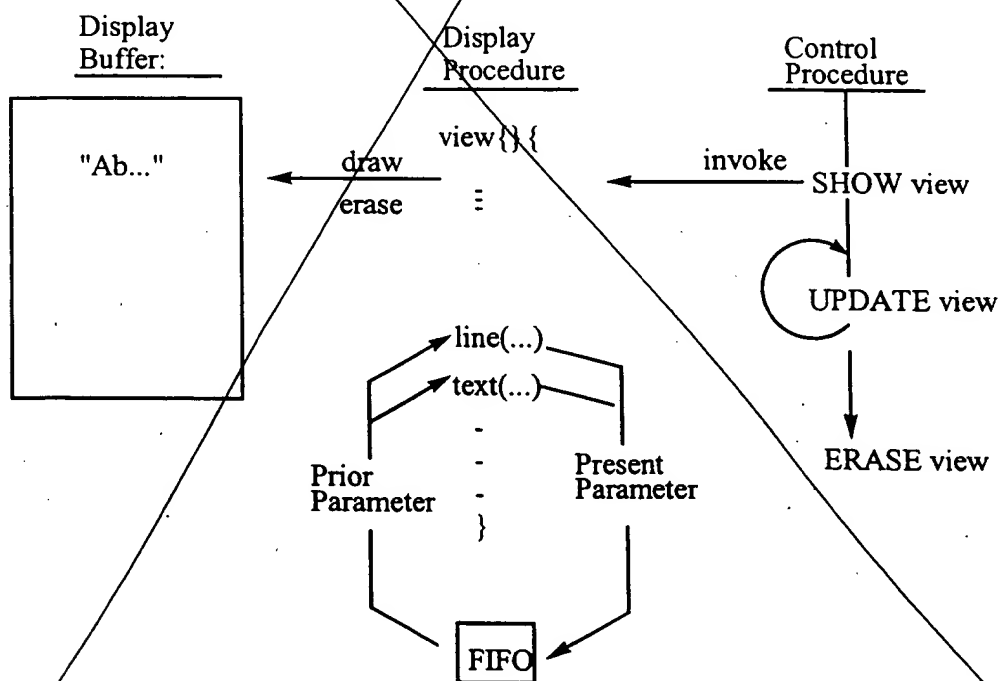 Display
Buffer:
Display
Procedure
Control
Procedure
"Ab..."
view{} {
draw
erase
invoke
SHOW view
UPDATE view
ERASE view
line(...)
text(...)
-
-
-
}
Prior
Parameter
Present
Parameter
FIFO